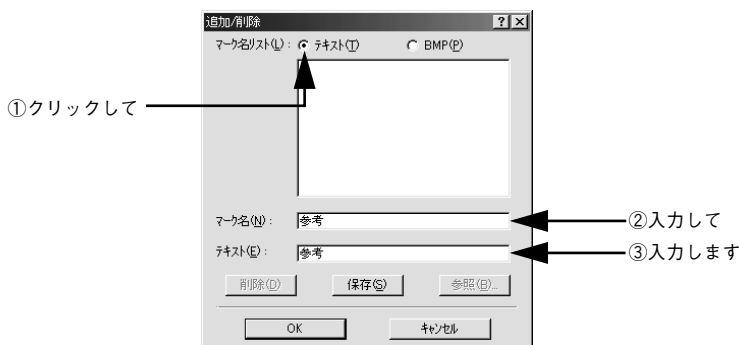 追加/削除
マーク名リスト(L): テキスト(T) BMP(P)
①クリックして
マーク名(N): 参考
②入力して
テキスト(E): 参考
③入力します
削除(D) 保存(S) 参照(B)...
OK キャンセル